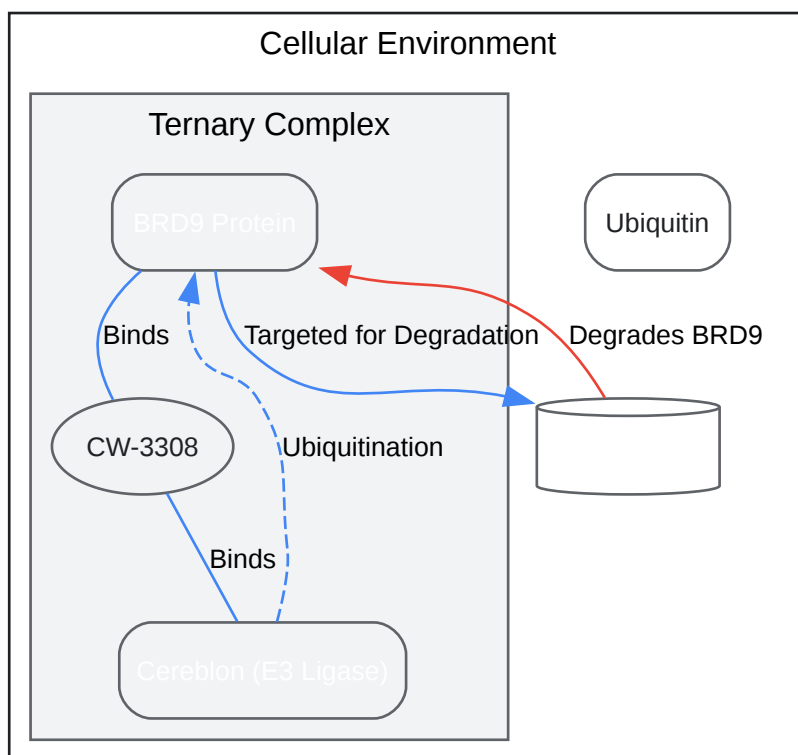 Cellular Environment
Ternary Complex
BRD9 Protein
Ubiquitin
Binds
Targeted for Degradation
Degrades BRD9
CW-3308
Ubiquitination
Binds
Cereblon (E3 Ligase)